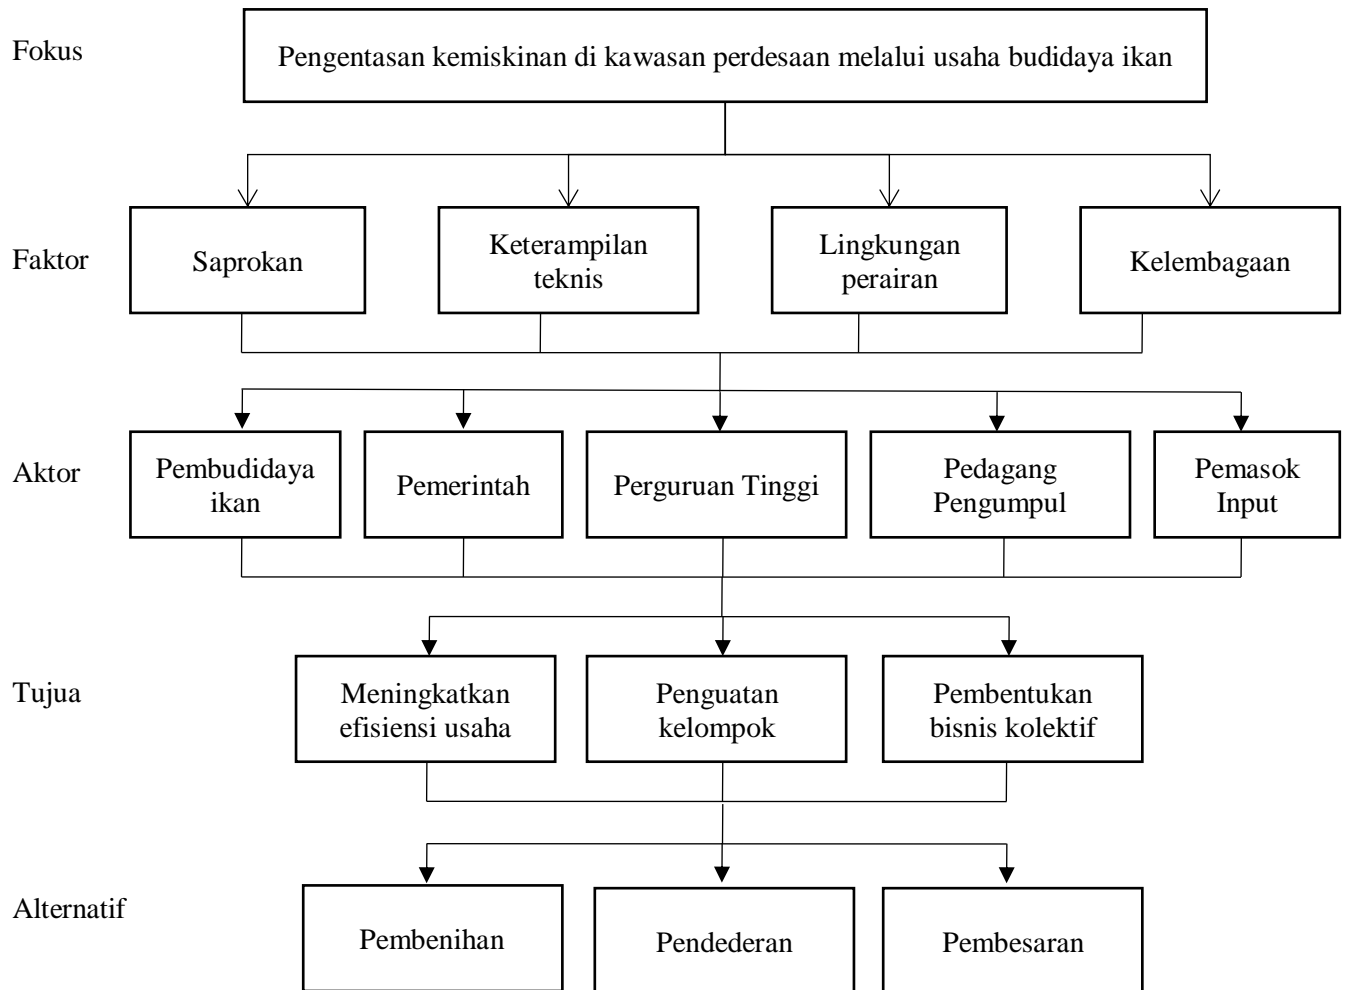 Fokus
Pengentasan kemiskinan di kawasan perdesaan melalui usaha budidaya ikan
Faktor
Saprokan
Keterampilan
teknis
Lingkungan
perairan
Kelembagaan
Aktor
Pembudidaya
ikan
Pemerintah
Perguruan Tinggi
Pedagang
Pengumpul
Pemasok
Input
Tujua
Meningkatkan
efisiensi usaha
Penguatan
kelompok
Pembentukan
bisnis kolektif
Alternatif
Pembenihan
Pendederan
Pembesaran